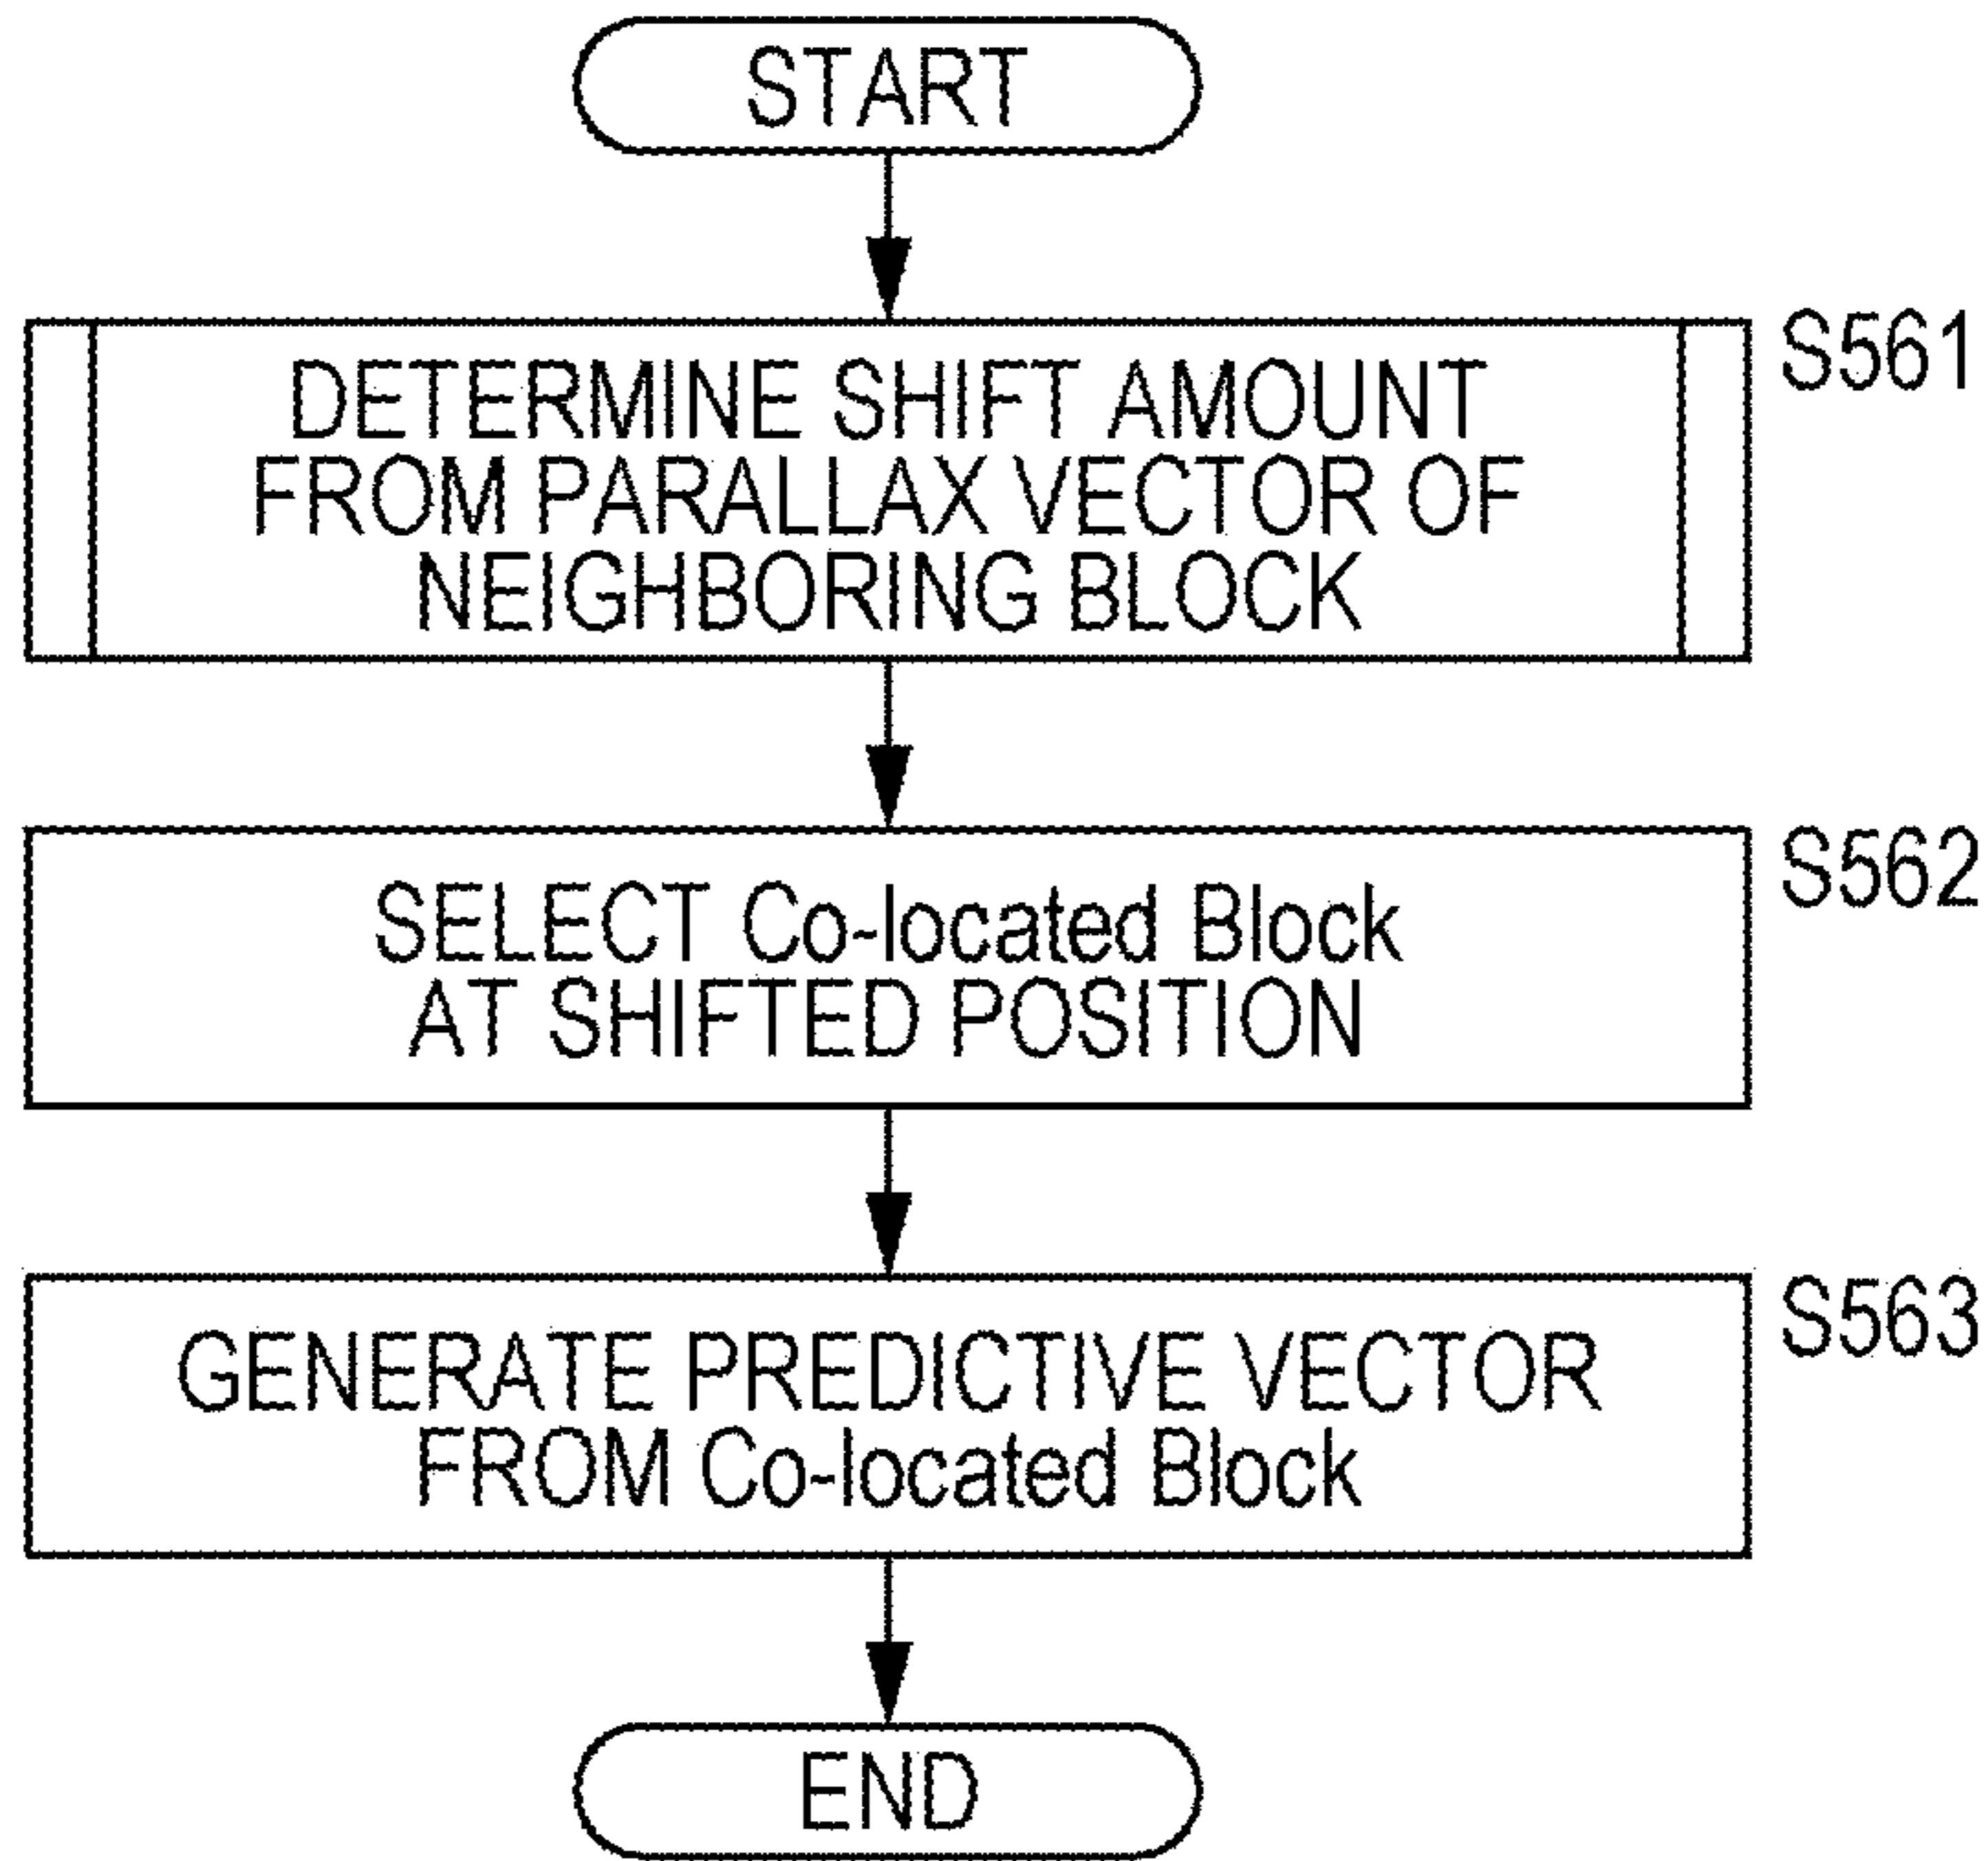 START
S561
DETERMINE SHIFT AMOUNT
FROM PARALLAX VECTOR OF
NEIGHBORING BLOCK
S562
SELECT Co-located Block
AT SHIFTED POSITION
S563
GENERATE PREDICTIVE VECTOR
FROM Co-located Block
END